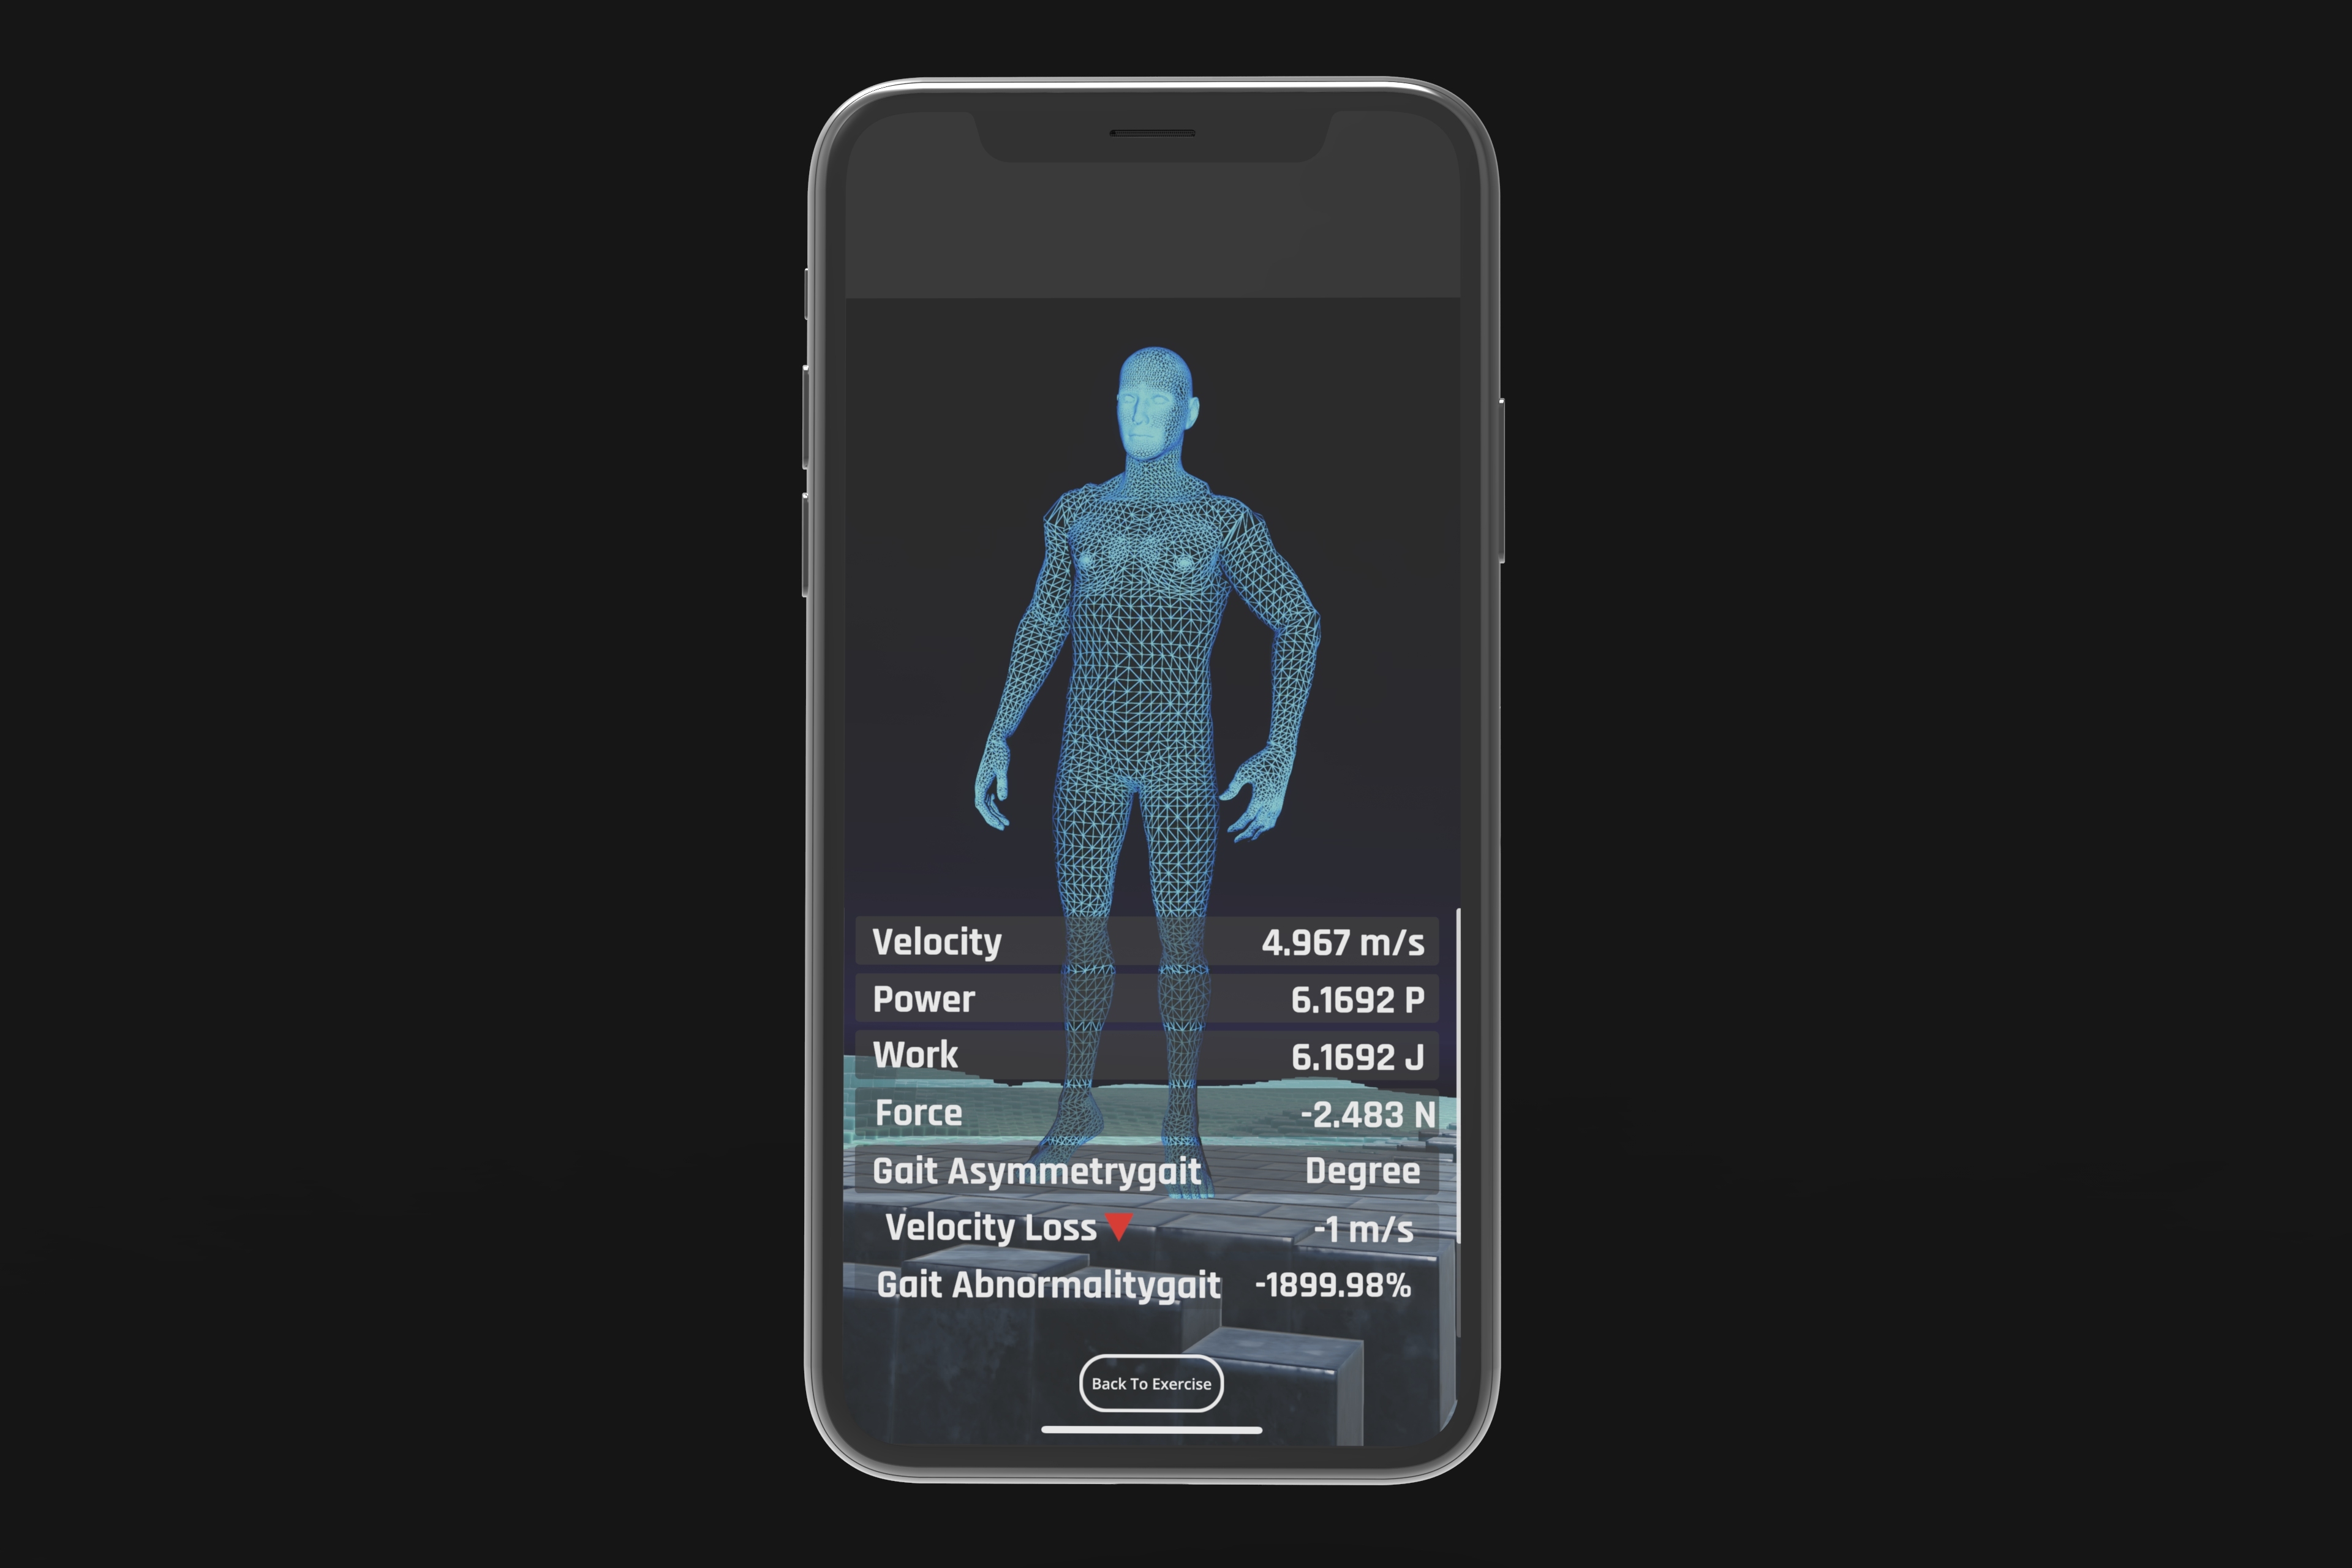 Velocity 4.967 m/s
Power 6.1692 P
Work 6.1692 J
Force -2.483 N
Gait Asymmetrygait Degree
Velocity Loss -1 m/s
Gait Abnormalitygait -1899.98%
Back To Exercise